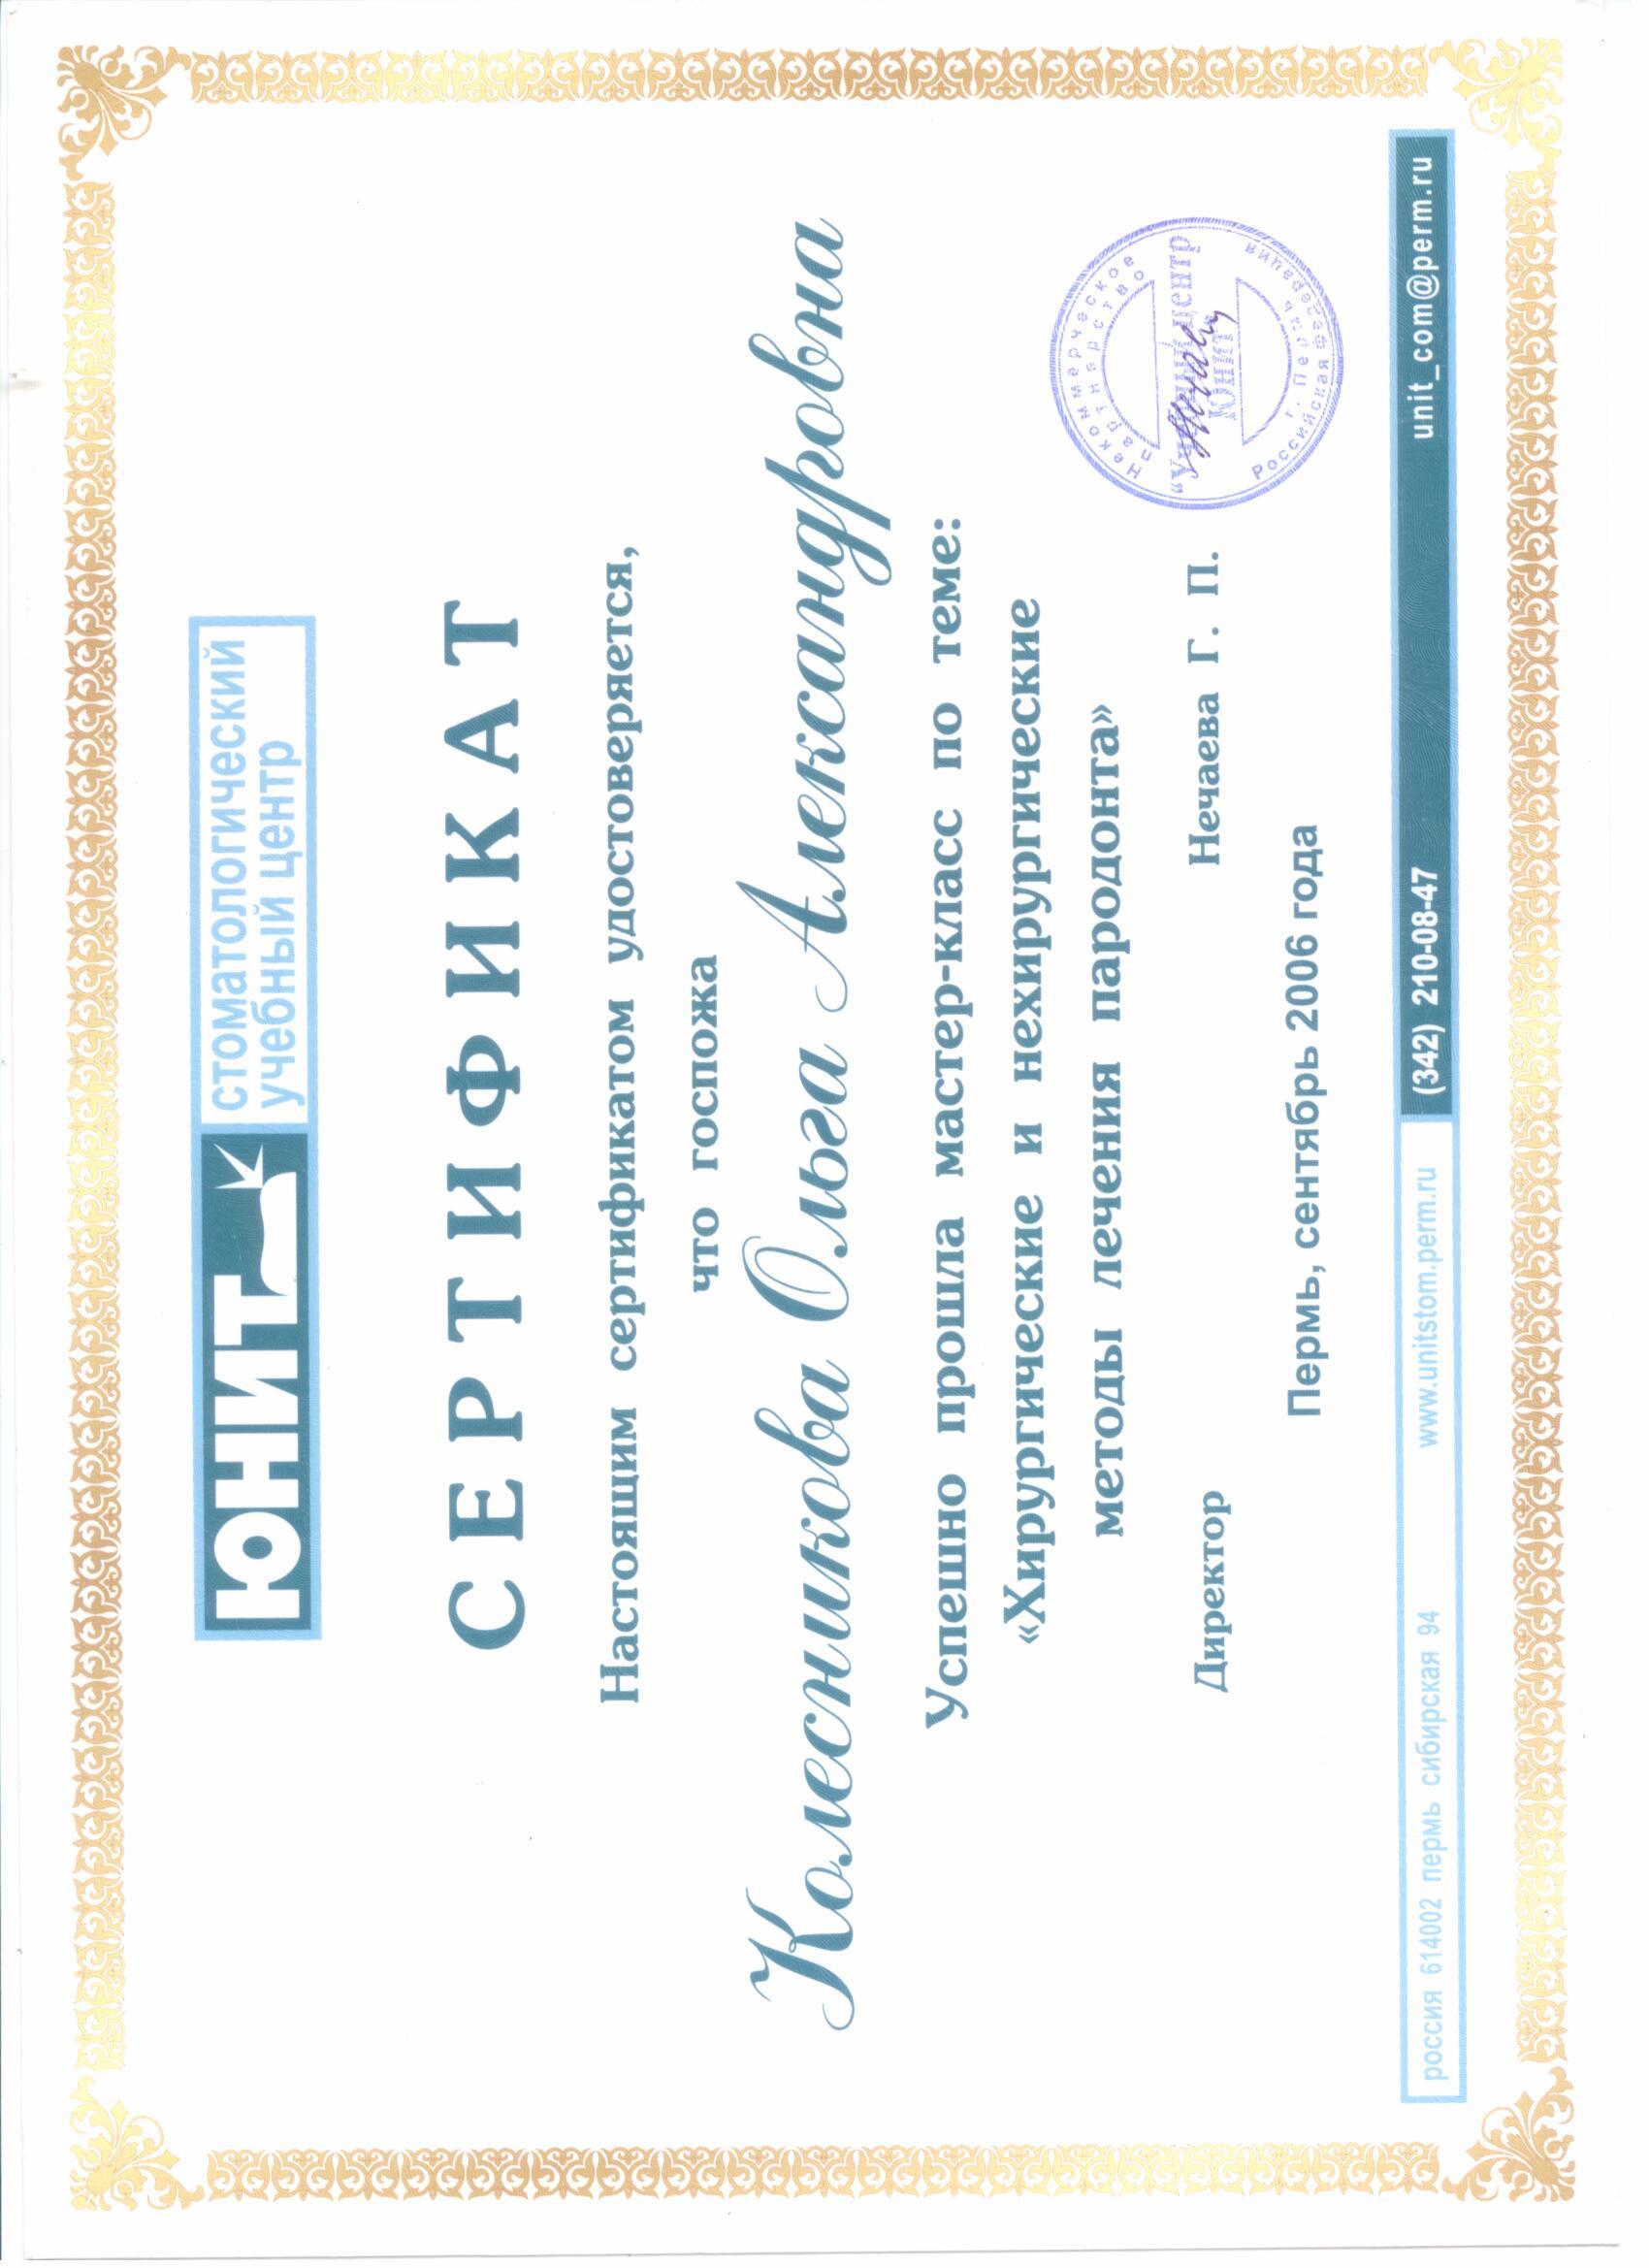 ЮНИТ
стоматологический
учебный центр
СЕРТИФИКАТ
Настоящим сертификатом удостоверяется,
что госпожа
Колесникова Ольга Александровна
Успешно прошла мастер-класс по теме:
«Хирургические и нехирургические
методы лечения пародонта»
Директор Нечаева Г. П.
Некоммерческое
партнерство
"Учебный центр
ЮНИТ"
г. Пермь
Российская Федерация
Пермь, сентябрь 2006 года
россия 614002 пермь сибирская 94 www.unitstom.perm.ru (342) 210-08-47 unit_com@perm.ru